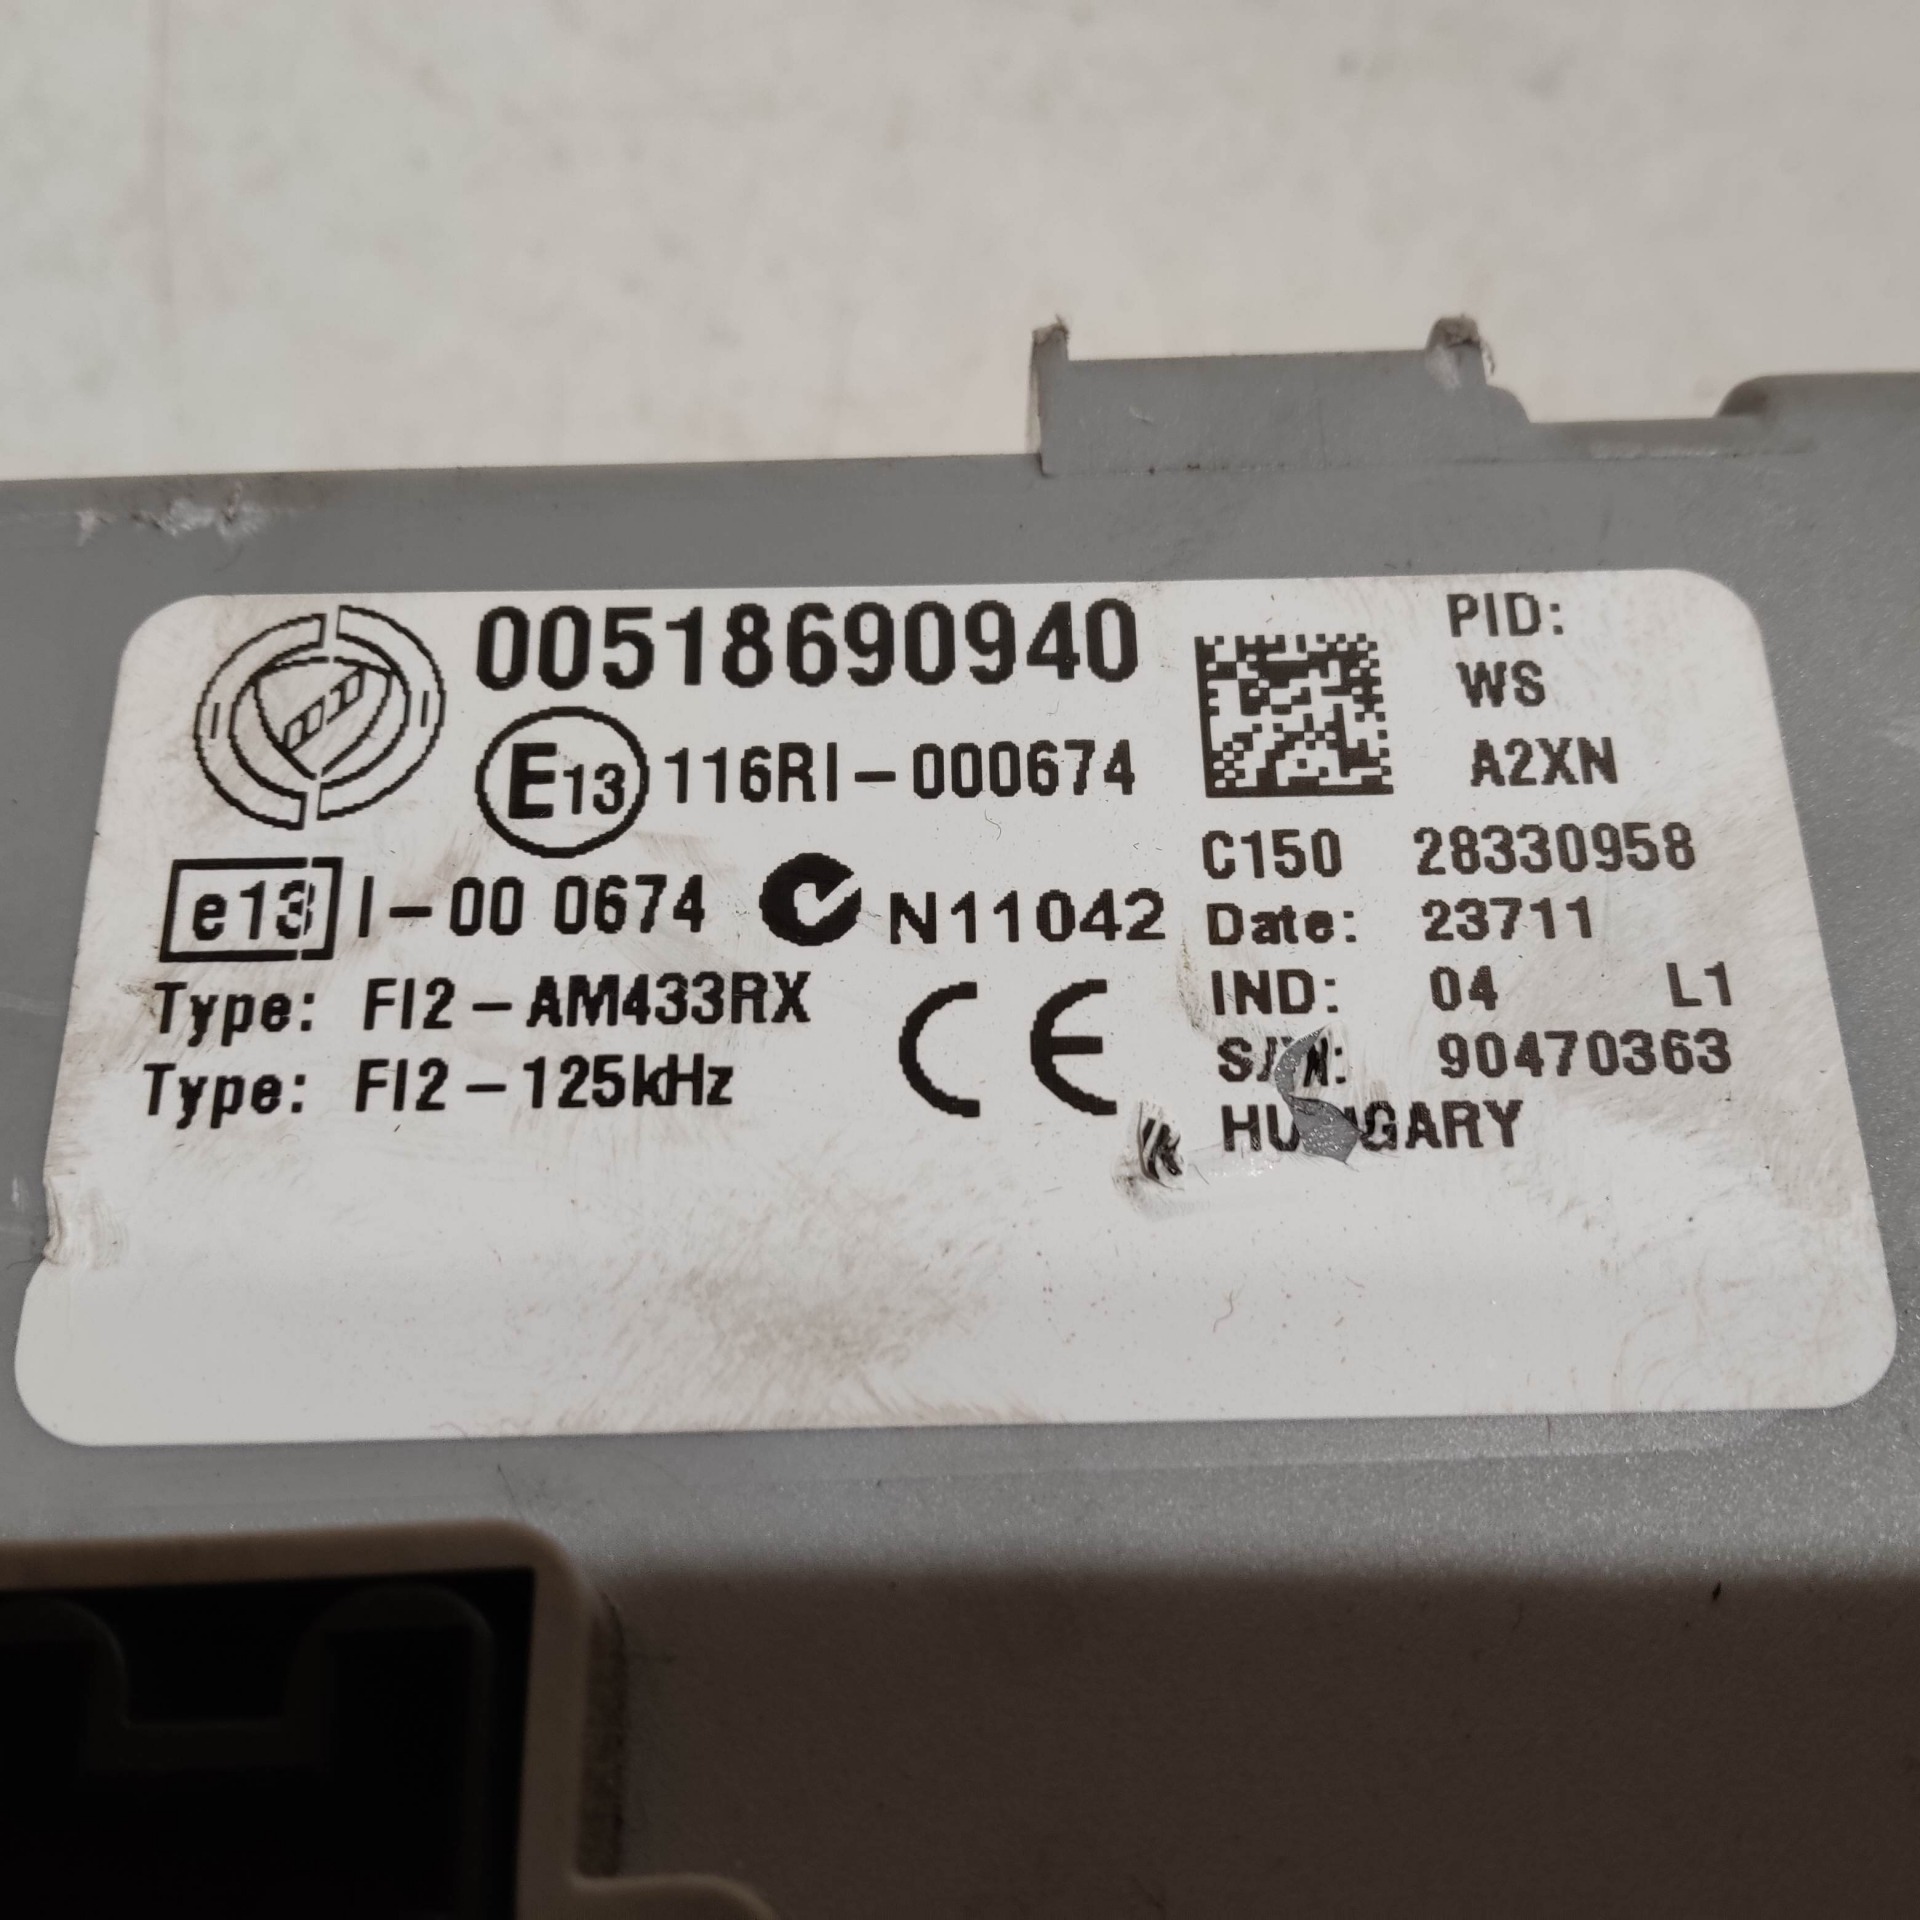 00518690940
E13 116RI-000674
e13 I-00 0674 N11042
Type: FI2-AM433RX
Type: FI2-125kHz
CE
PID:
WS
A2XN
C150 28330958
Date: 23711
IND: 04 L1
90470363
HUNGARY